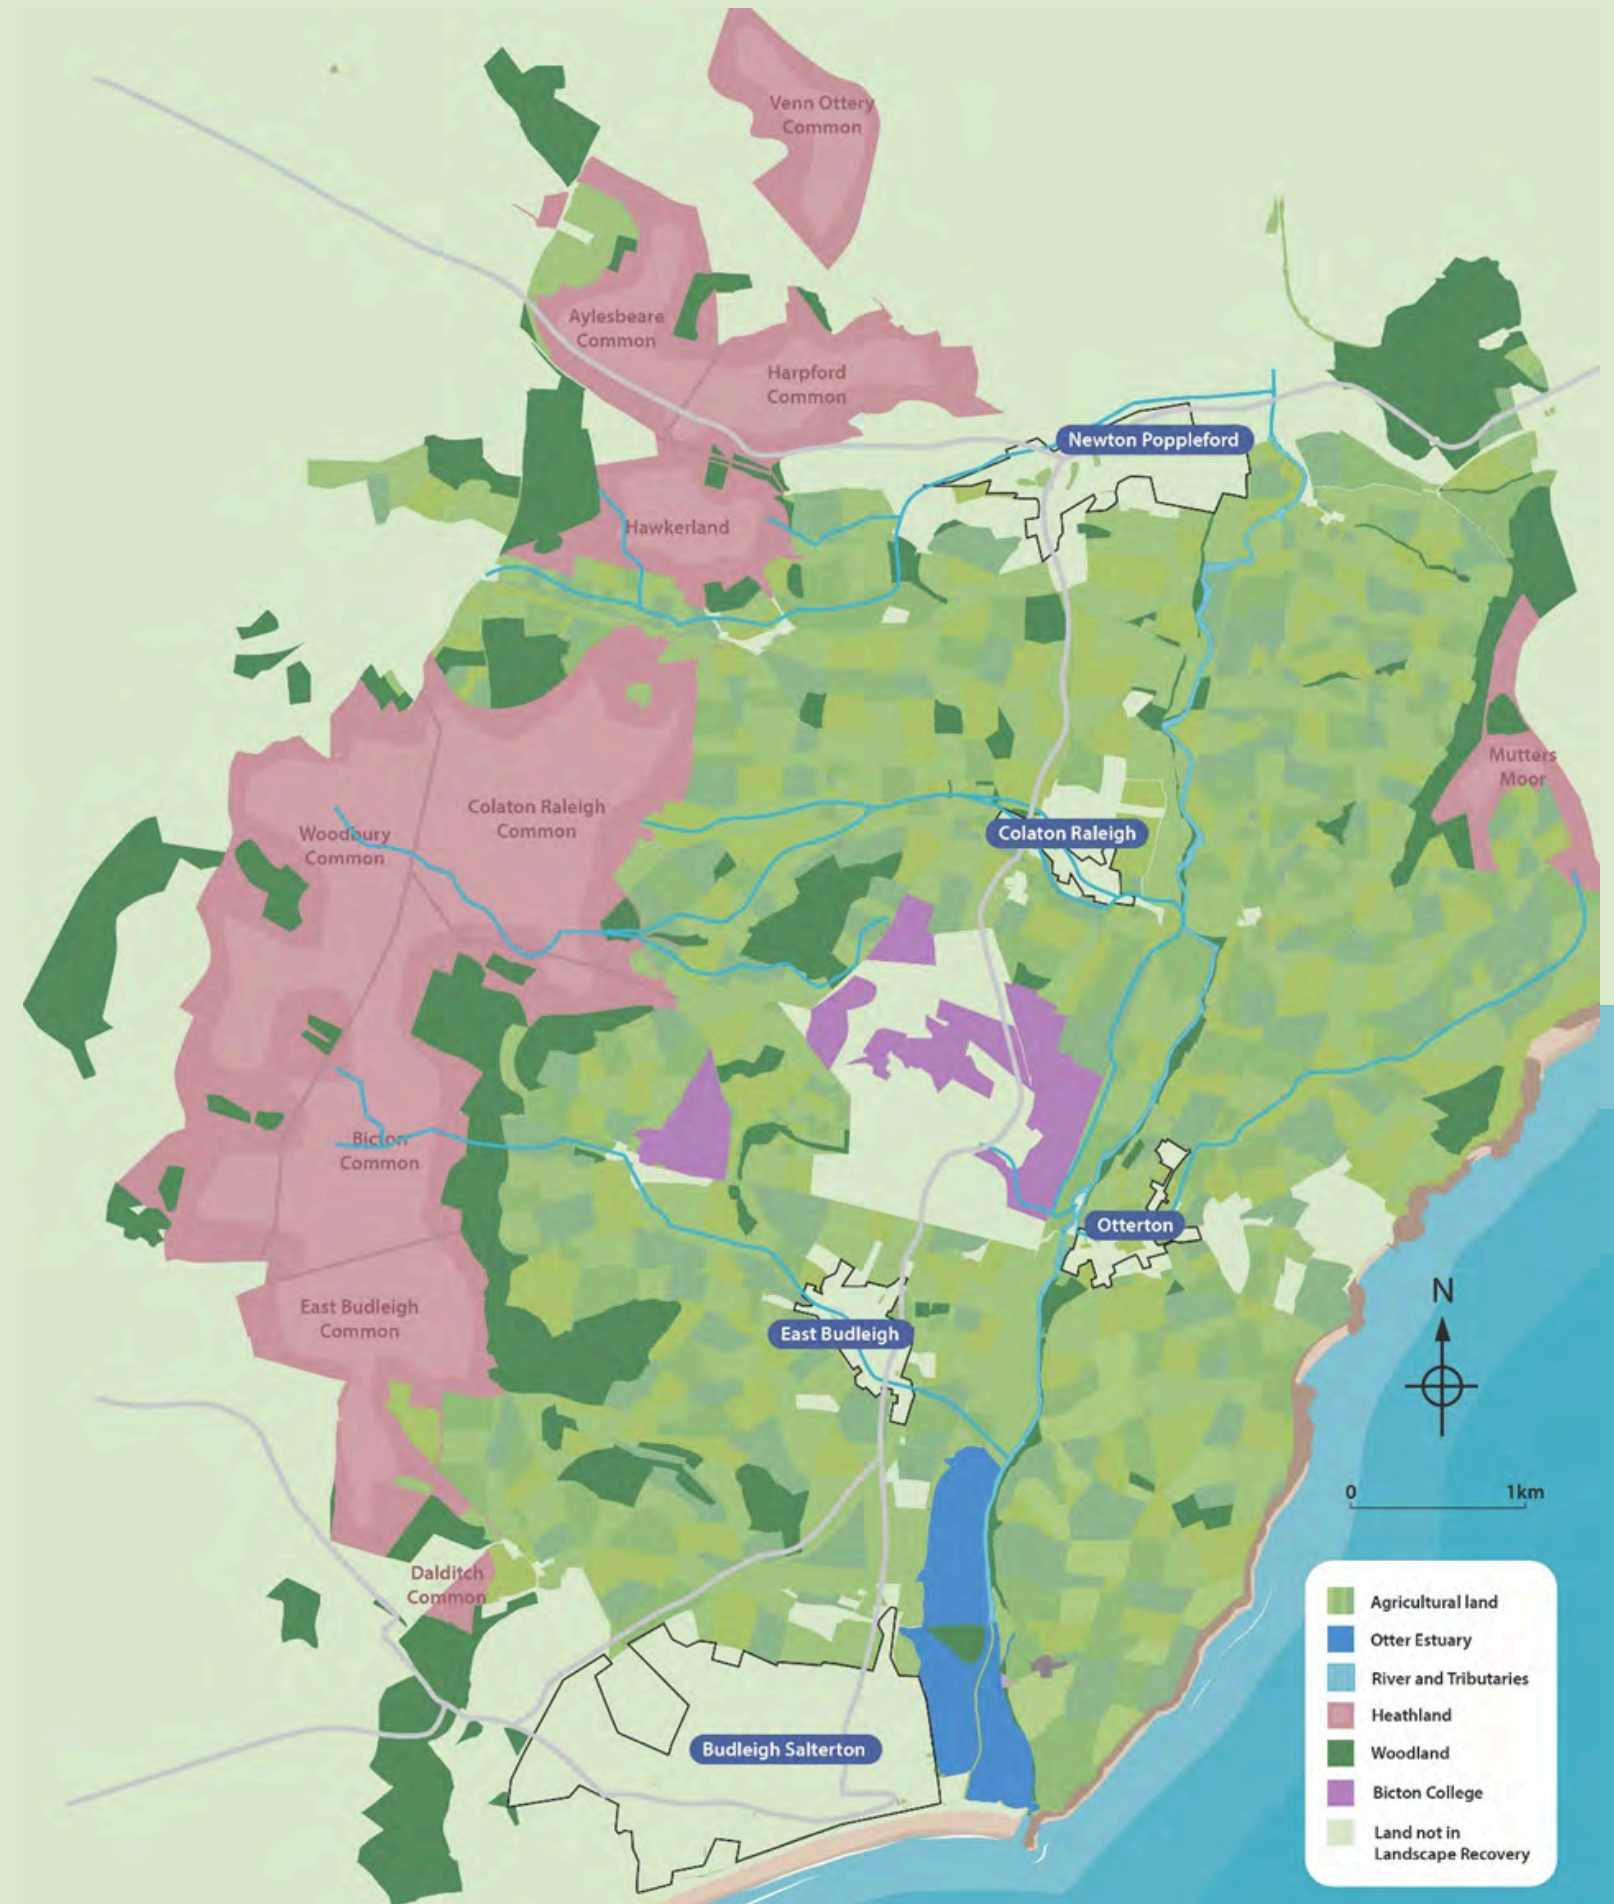 Venn Ottery
Common
Aylesbeare
Common
Harpford
Common
Newton Poppleford
Hawkerland
Mutters
Moor
Colaton Raleigh
Common
Woodbury
Common
Colaton Raleigh
Bicton
Common
Otterton
East Budleigh
Common
East Budleigh
N
0 1km
Dalditch
Common
Budleigh Salterton
Agricultural land
Otter Estuary
River and Tributaries
Heathland
Woodland
Bicton College
Land not in
Landscape Recovery